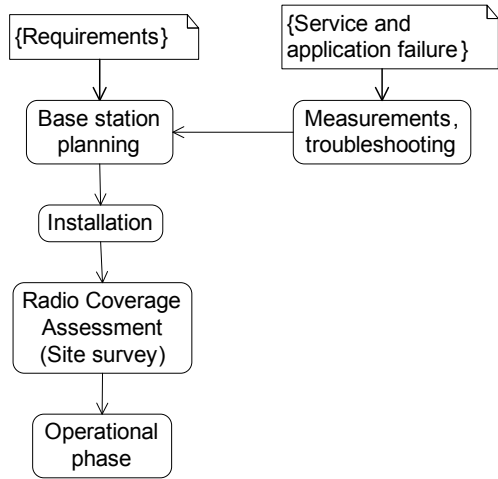 {Requirements}
{Service and
application failure}
Base station
planning
Measurements,
troubleshooting
Installation
Radio Coverage
Assessment
(Site survey)
Operational
phase